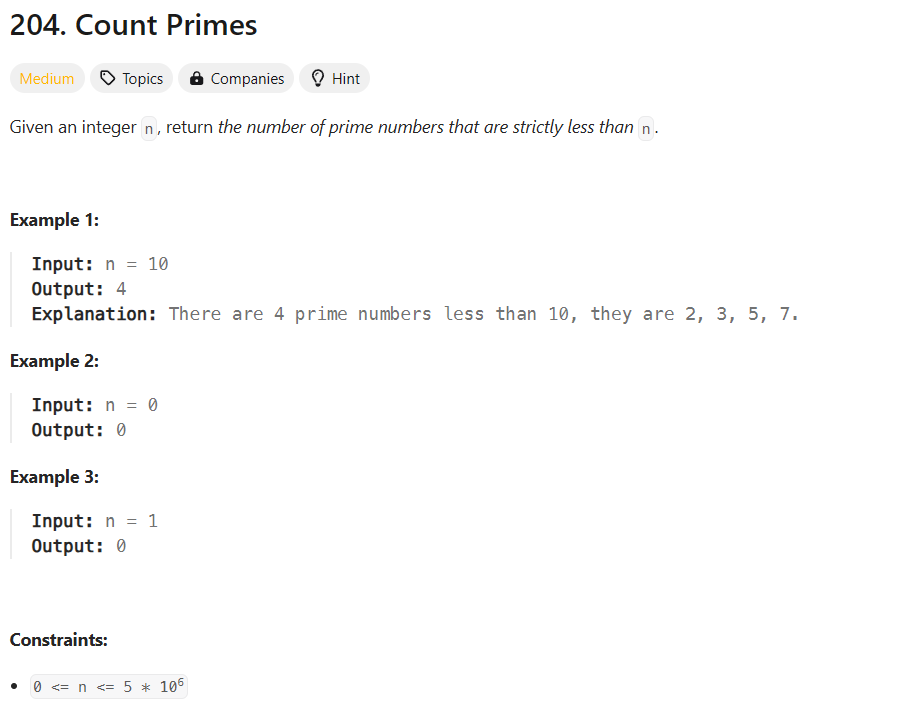 204. Count Primes
Medium Topics Companies Hint
Given an integer n, return the number of prime numbers that are strictly less than n.
Example 1:
Input: n = 10
Output: 4
Explanation: There are 4 prime numbers less than 10, they are 2, 3, 5, 7.
Example 2:
Input: n = 0
Output: 0
Example 3:
Input: n = 1
Output: 0
Constraints:
• 0 <= n <= 5 * 10⁶